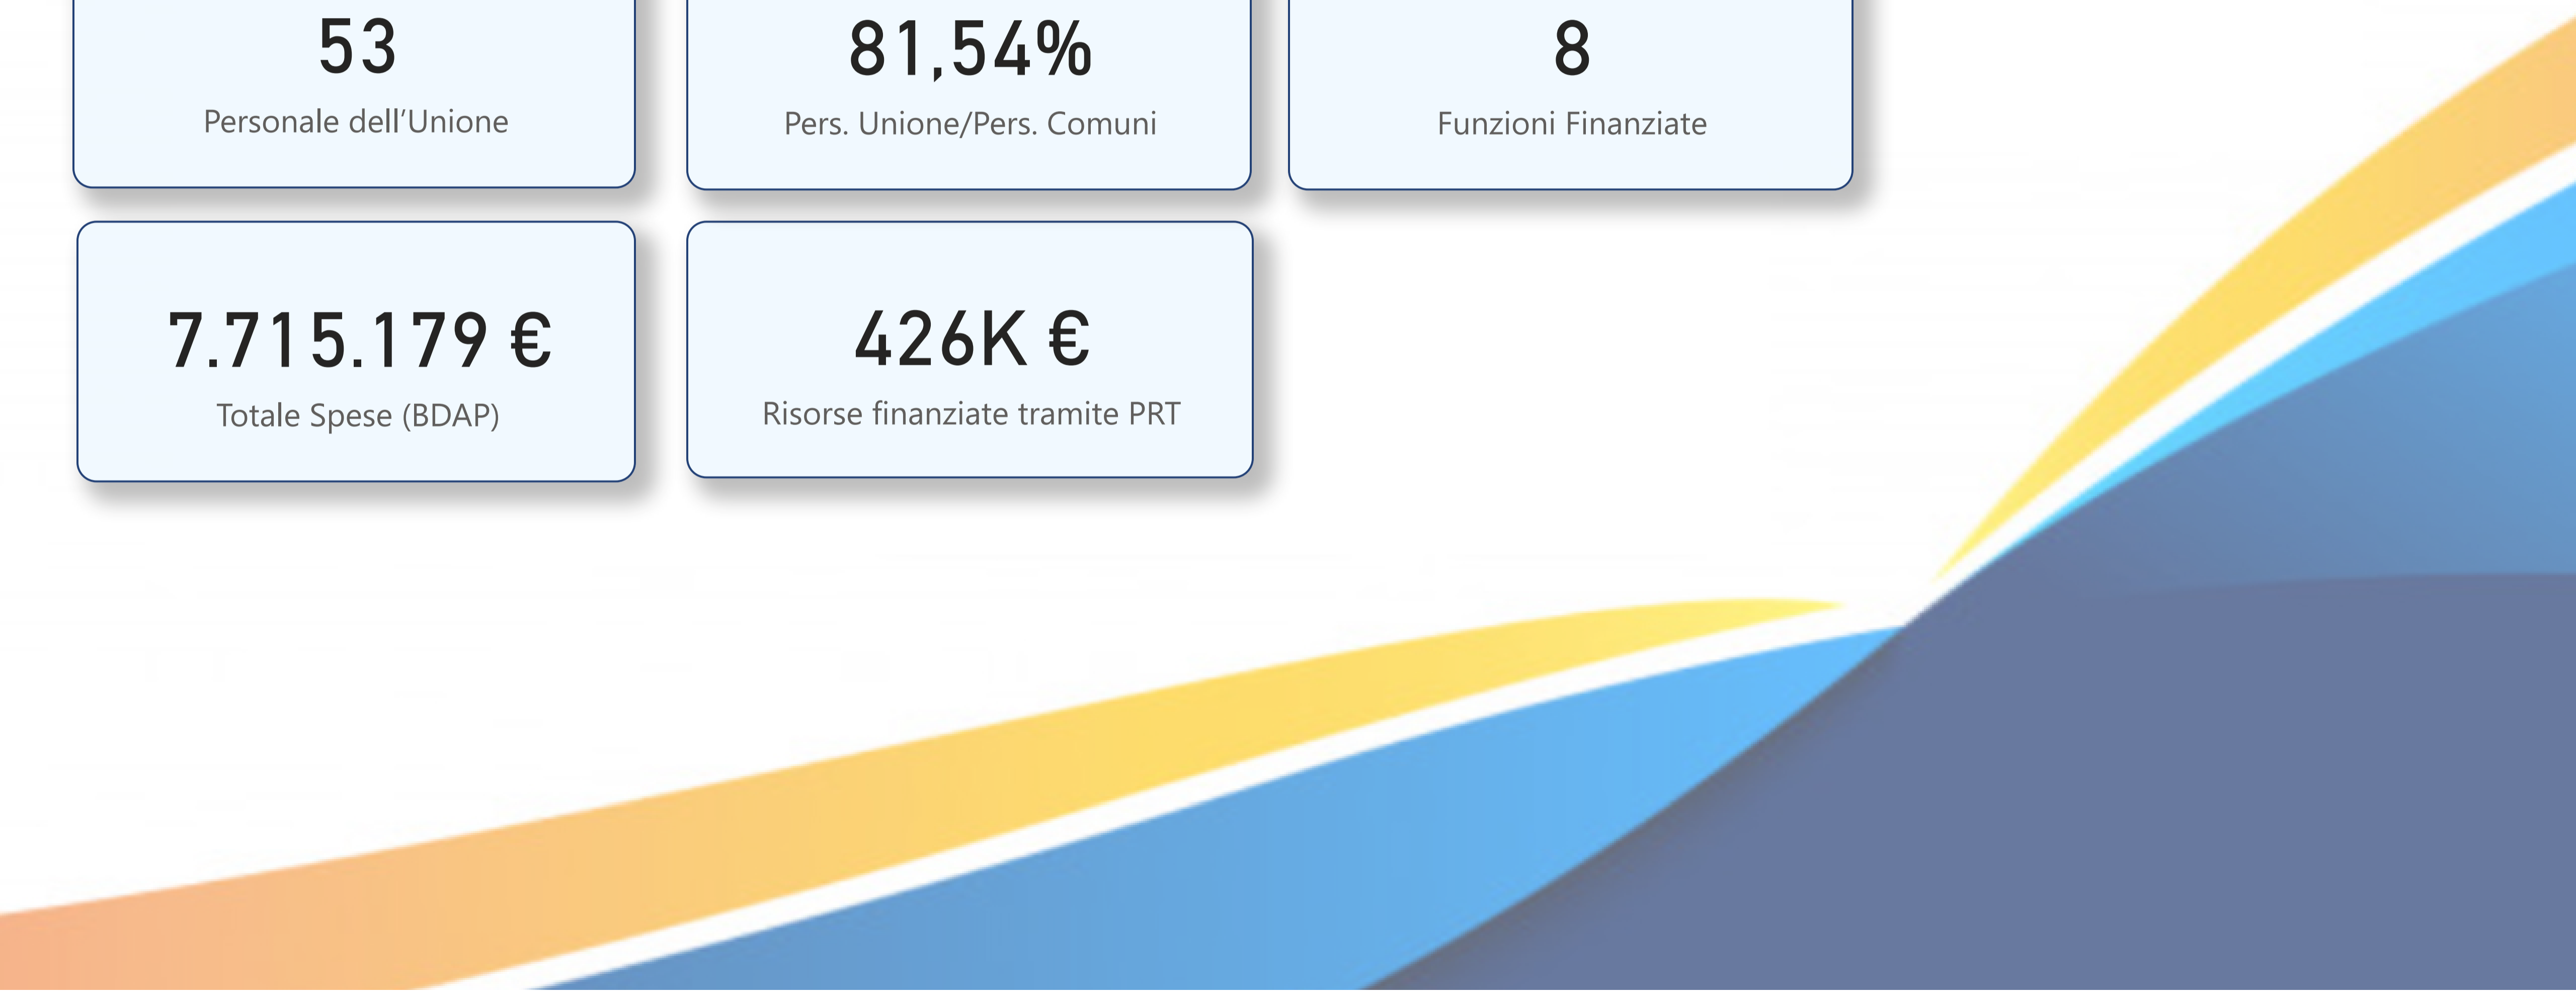 53
Personale dell'Unione
81,54%
Pers. Unione/Pers. Comuni
8
Funzioni Finanziate
7.715.179 €
Totale Spese (BDAP)
426K €
Risorse finanziate tramite PRT